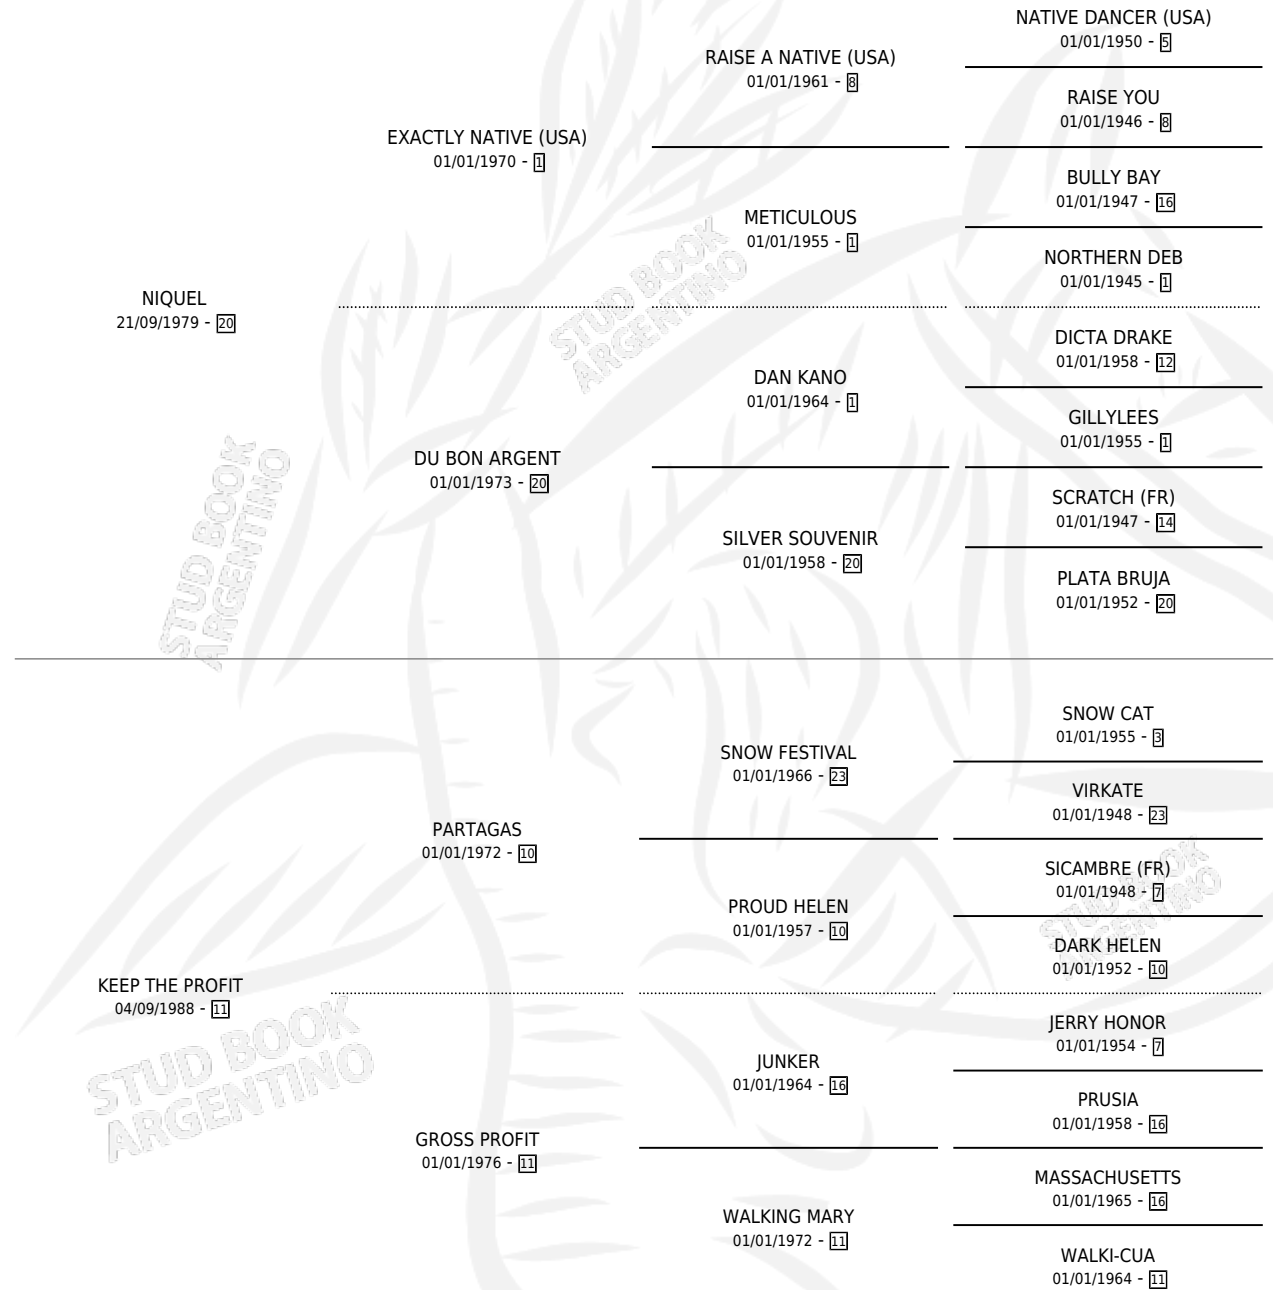 NATIVE DANCER (USA)
01/01/1950 - 5
RAISE A NATIVE (USA)
01/01/1961 - 8
RAISE YOU
01/01/1946 - 8
EXACTLY NATIVE (USA)
01/01/1970 - 1
BULLY BAY
01/01/1947 - 16
METICULOUS
01/01/1955 - 1
NORTHERN DEB
01/01/1945 - 1
NIQUEL
21/09/1979 - 20
DICTA DRAKE
01/01/1958 - 12
DAN KANO
01/01/1964 - 1
GILLYLEES
01/01/1955 - 1
DU BON ARGENT
01/01/1973 - 20
SCRATCH (FR)
01/01/1947 - 14
SILVER SOUVENIR
01/01/1958 - 20
PLATA BRUJA
01/01/1952 - 20
STUD BOOK
ARGENTINO
STUD BOOK
ARGENTINO
SNOW CAT
01/01/1955 - 3
SNOW FESTIVAL
01/01/1966 - 23
VIRKATE
01/01/1948 - 23
PARTAGAS
01/01/1972 - 10
SICAMBRE (FR)
01/01/1948 - 7
PROUD HELEN
01/01/1957 - 10
DARK HELEN
01/01/1952 - 10
KEEP THE PROFIT
04/09/1988 - 11
JERRY HONOR
01/01/1954 - 7
JUNKER
01/01/1964 - 16
PRUSIA
01/01/1958 - 16
GROSS PROFIT
01/01/1976 - 11
MASSACHUSETTS
01/01/1965 - 16
WALKING MARY
01/01/1972 - 11
WALKI-CUA
01/01/1964 - 11
STUD BOOK
ARGENTINO
STUD BOOK
ARGENTINO